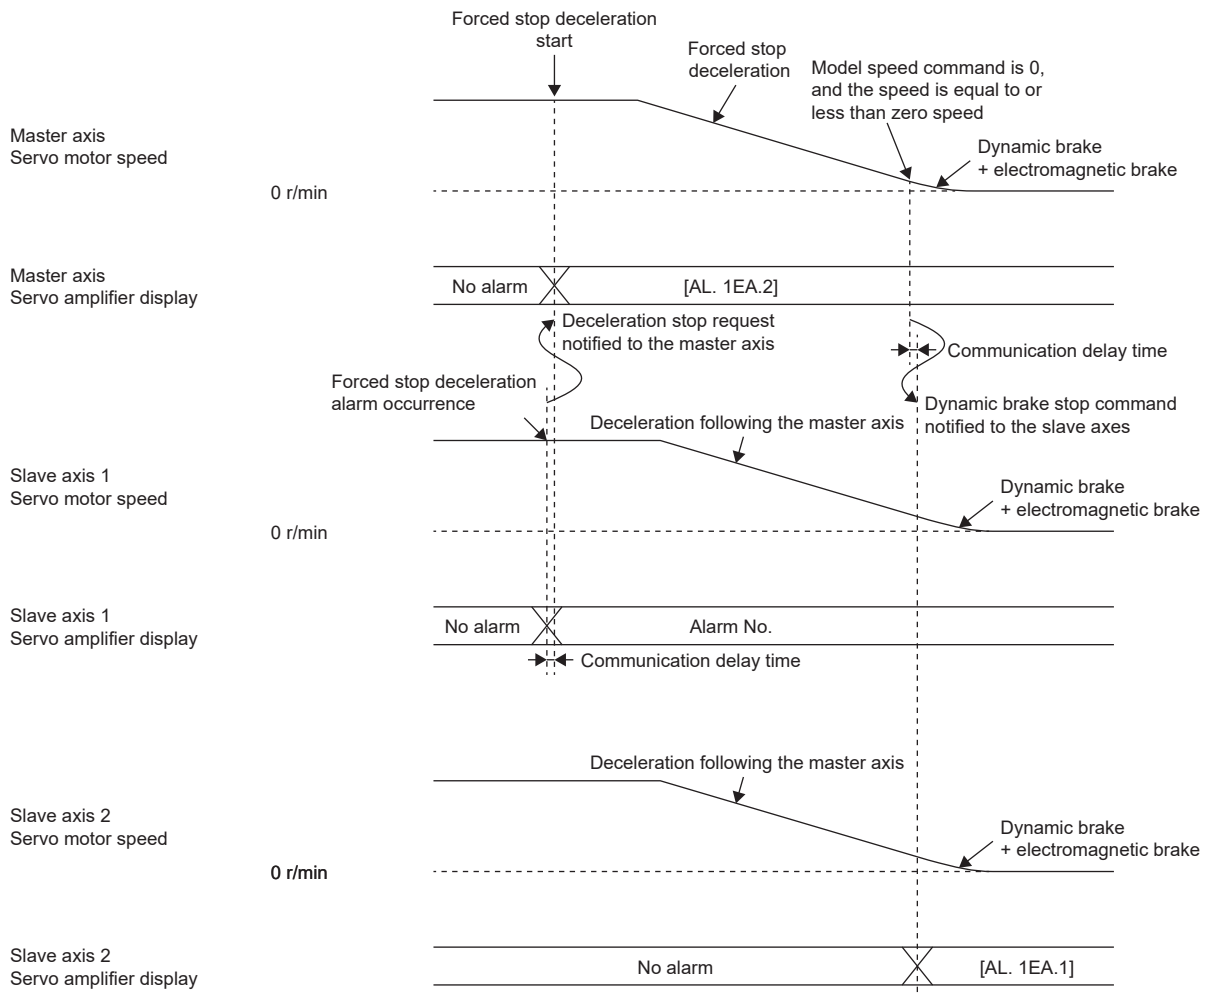 Forced stop deceleration
start
Forced stop
deceleration
Model speed command is 0,
and the speed is equal to or
less than zero speed
Master axis
Servo motor speed
Dynamic brake
+ electromagnetic brake
0 r/min
Master axis
Servo amplifier display
No alarm
[AL. 1EA.2]
Deceleration stop request
notified to the master axis
Communication delay time
Forced stop deceleration
alarm occurrence
Deceleration following the master axis
Dynamic brake stop command
notified to the slave axes
Slave axis 1
Servo motor speed
Dynamic brake
+ electromagnetic brake
0 r/min
Slave axis 1
Servo amplifier display
No alarm
Alarm No.
Communication delay time
Deceleration following the master axis
Slave axis 2
Servo motor speed
Dynamic brake
+ electromagnetic brake
0 r/min
Slave axis 2
Servo amplifier display
No alarm
[AL. 1EA.1]